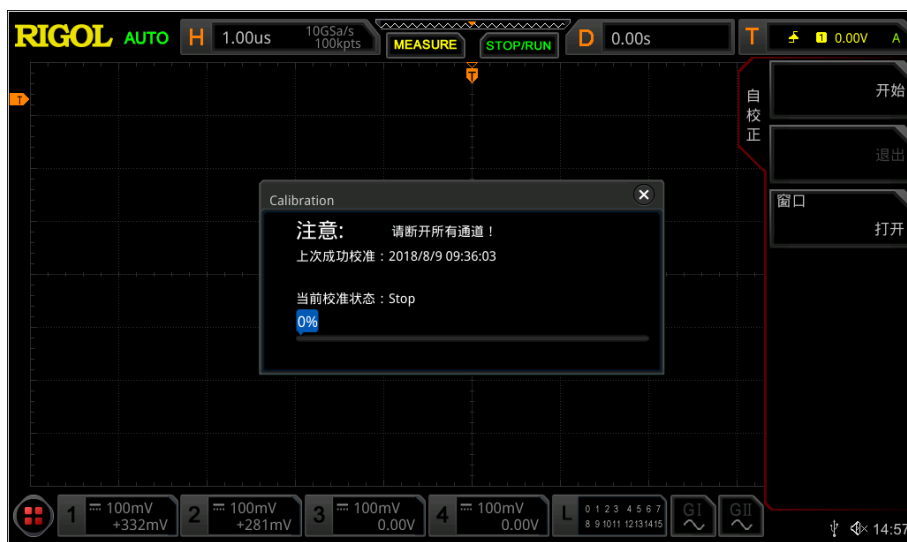 RIGOL AUTO H 1.00us 10GSa/s 100kpts MEASURE STOP/RUN D 0.00s T 1 0.00V A
T
T
自校正
开始
退出
窗口
打开
Calibration
注意: 请断开所有通道！
上次成功校准：2018/8/9 09:36:03
当前校准状态：Stop
0%
1 100mV +332mV 2 100mV +281mV 3 100mV 0.00V 4 100mV 0.00V L 0 1 2 3 4 5 6 7 8 9 10 11 12 13 14 15 GI GII
14:57